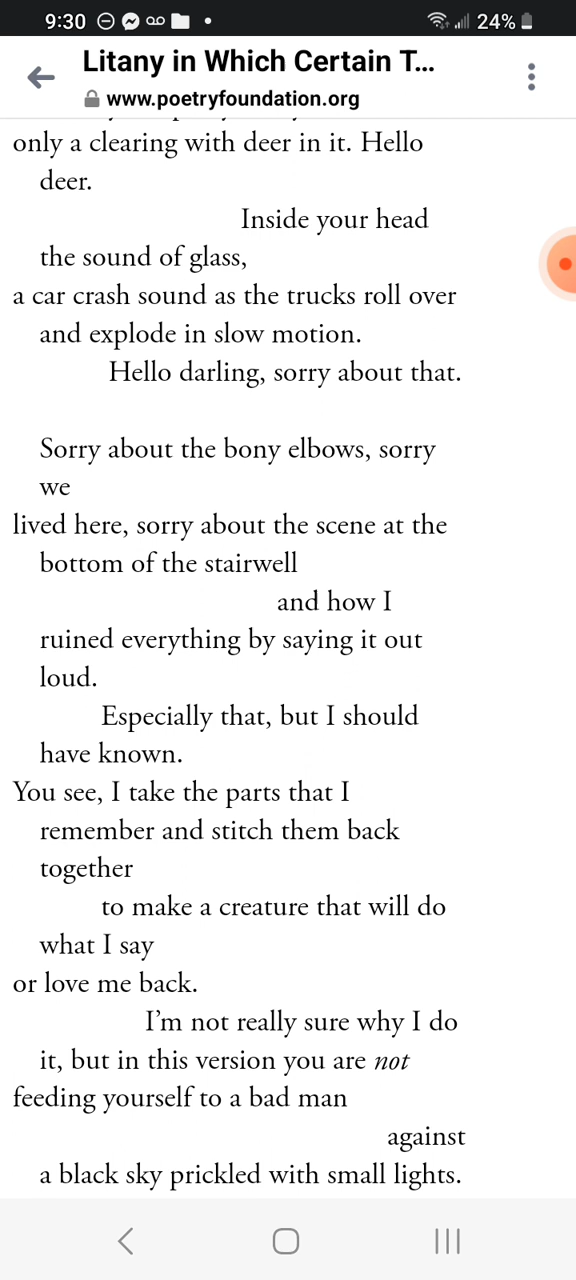 9:30
24%
Litany in Which Certain T...
www.poetryfoundation.org
only a clearing with deer in it. Hello
deer.
Inside your head
the sound of glass,
a car crash sound as the trucks roll over
and explode in slow motion.
Hello darling, sorry about that.
Sorry about the bony elbows, sorry
we
lived here, sorry about the scene at the
bottom of the stairwell
and how I
ruined everything by saying it out
loud.
Especially that, but I should
have known.
You see, I take the parts that I
remember and stitch them back
together
to make a creature that will do
what I say
or love me back.
I'm not really sure why I do
it, but in this version you are not
feeding yourself to a bad man
against
a black sky prickled with small lights.